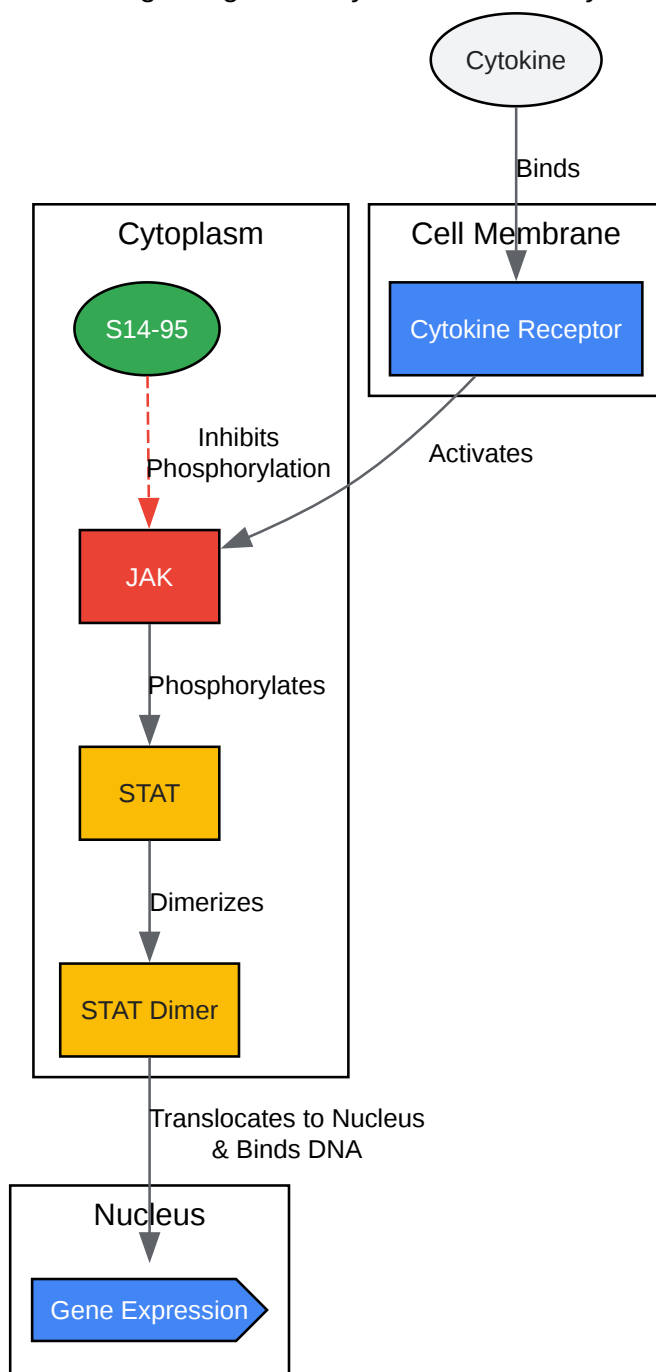 Cytokine
Binds
Cytoplasm
Cell Membrane
S14-95
Cytokine Receptor
Inhibits
Phosphorylation
Activates
JAK
Phosphorylates
STAT
Dimerizes
STAT Dimer
Translocates to Nucleus
& Binds DNA
Nucleus
Gene Expression